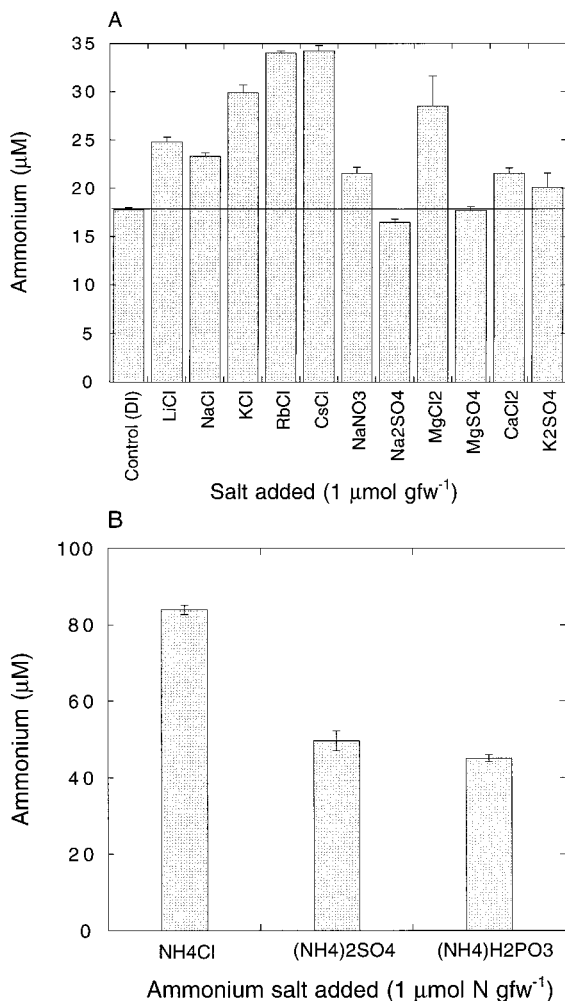 A
35
30
25
20
15
10
5
0
Ammonium (μM)
Control (DI)
LiCl
NaCl
KCl
RbCl
CsCl
NaNO3
Na2SO4
MgCl2
MgSO4
CaCl2
K2SO4
Salt added (1 μmol gfw-1)
B
100
80
60
40
20
0
Ammonium (μM)
NH4Cl
(NH4)2SO4
(NH4)H2PO3
Ammonium salt added (1 μmol N gfw-1)